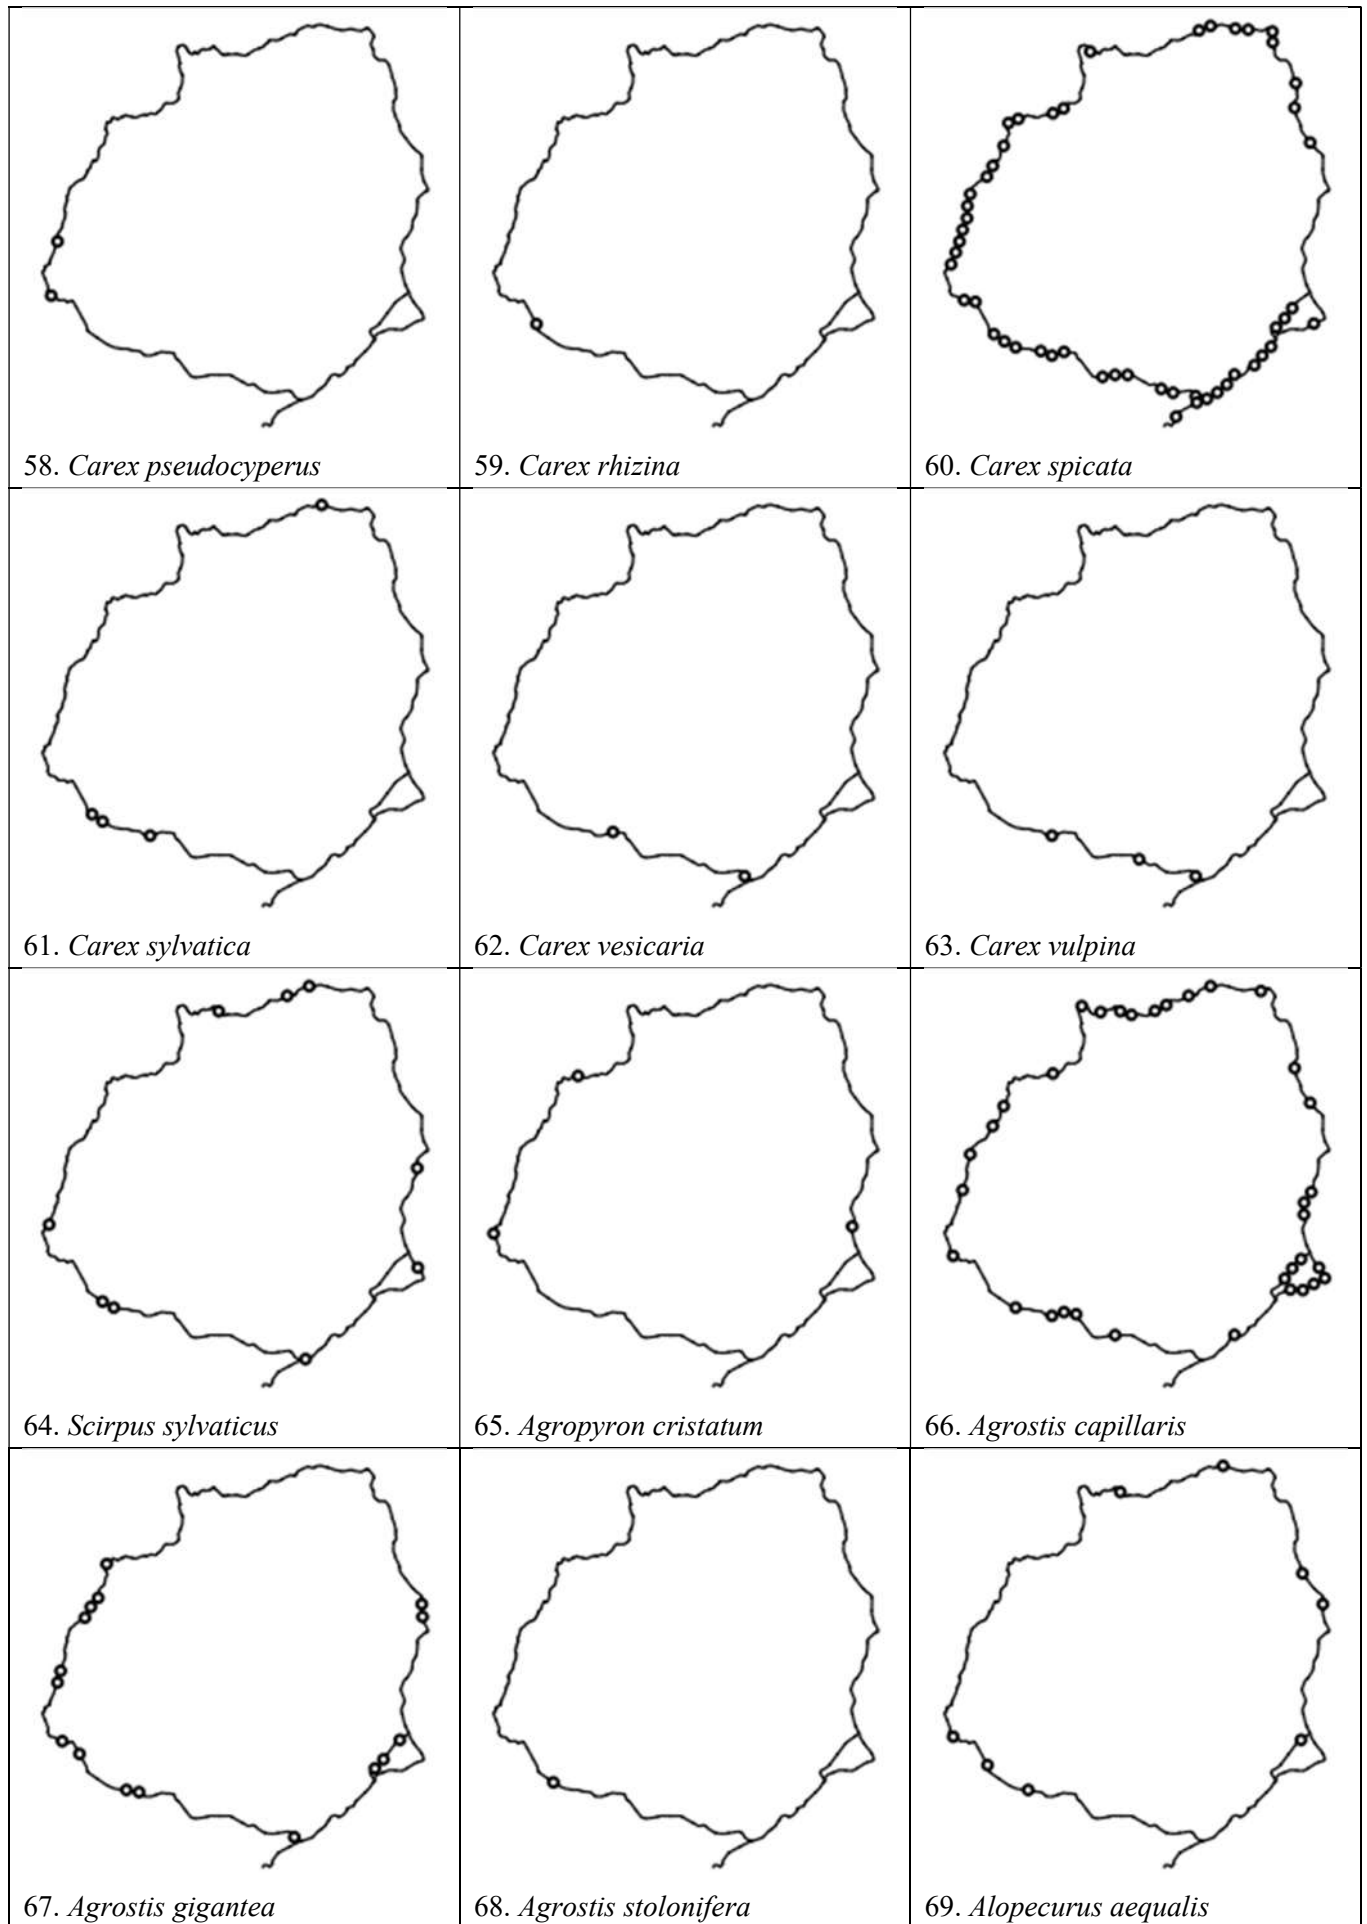 58. Carex pseudocyperus
59. Carex rhizina
60. Carex spicata
61. Carex sylvatica
62. Carex vesicaria
63. Carex vulpina
64. Scirpus sylvaticus
65. Agropyron cristatum
66. Agrostis capillaris
67. Agrostis gigantea
68. Agrostis stolonifera
69. Alopecurus aequalis